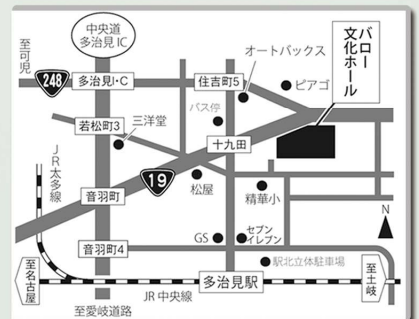 中央道
多治見IC
至可児
248
多治見I・C
住吉町5
オートバックス
ピアゴ
バロー
文化ホール
バス停
若松町3
三洋堂
十九田
JR太多線
19
松屋
精華小
音羽町
N
音羽町4
GS
セブン
イレブン
駅北立体駐車場
至名古屋
多治見駅
至土岐
JR中央線
至愛岐道路